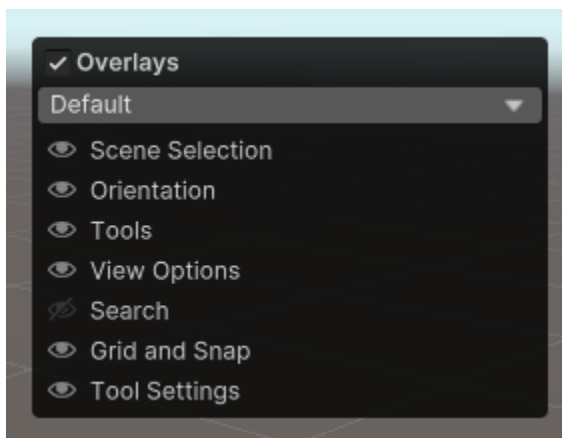 Overlays
Default
Scene Selection
Orientation
Tools
View Options
Search
Grid and Snap
Tool Settings